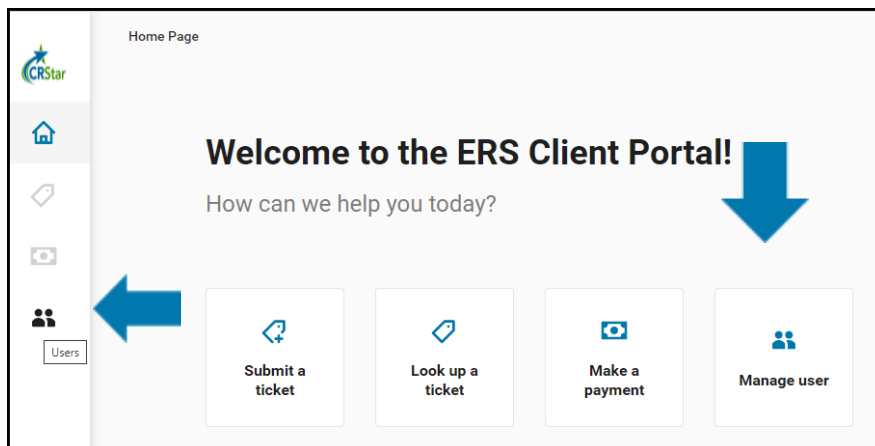 Home Page
CRStar
Welcome to the ERS Client Portal!
How can we help you today?
Users
Submit a
ticket
Look up a
ticket
Make a
payment
Manage user